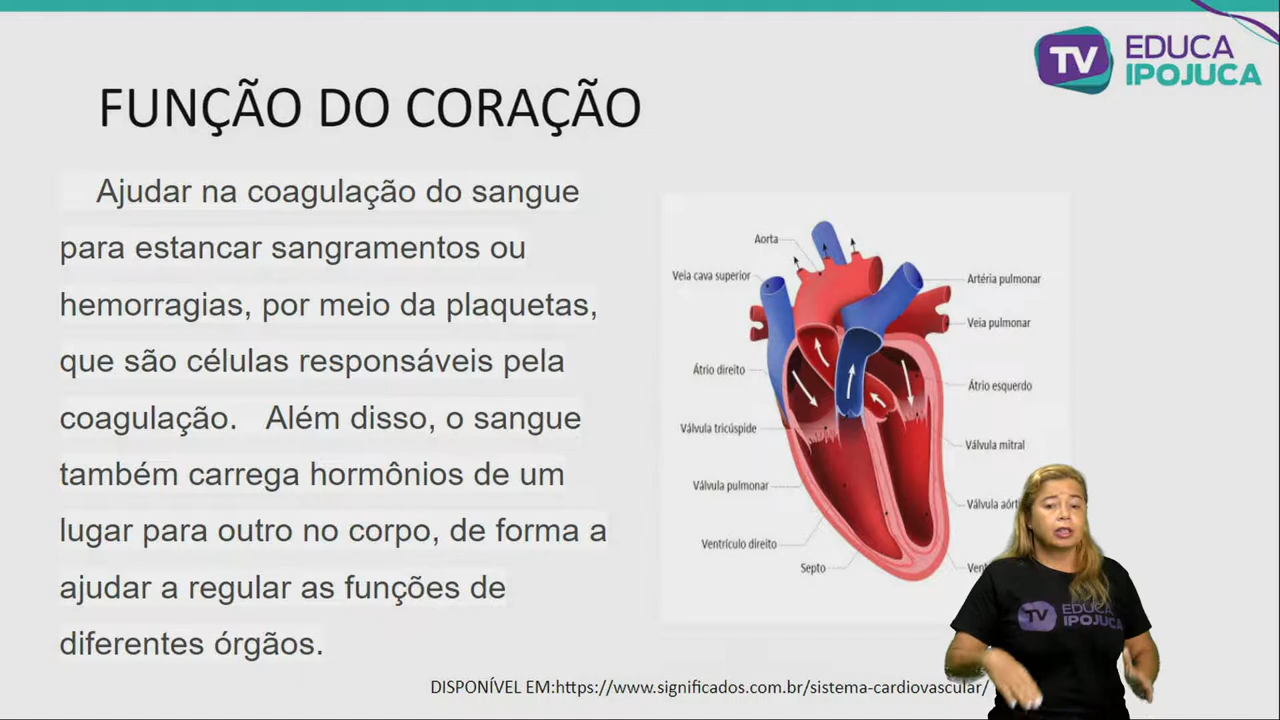 TV EDUCA
IPOJUCA
FUNÇÃO DO CORAÇÃO
Ajudar na coagulação do sangue
para estancar sangramentos ou
hemorragias, por meio da plaquetas,
que são células responsáveis pela
coagulação. Além disso, o sangue
também carrega hormônios de um
lugar para outro no corpo, de forma a
ajudar a regular as funções de
diferentes órgãos.
Aorta
Veia cava superior
Artéria pulmonar
Veia pulmonar
Átrio direito
Átrio esquerdo
Válvula tricúspide
Válvula mitral
Válvula pulmonar
Válvula
Ventrículo direito
Septo
TV EDUCA
IPOJUCA
DISPONÍVEL EM:https://www.significados.com.br/sistema-cardiovascular/